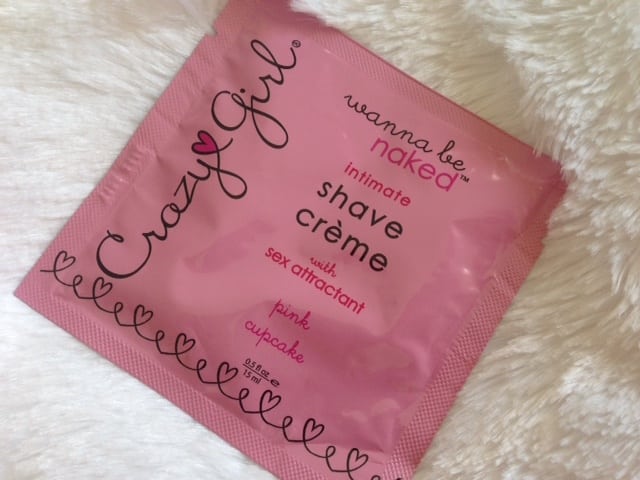 Crazy Girl®
wanna be
naked™
intimate
shave
crème
with
sex attractant
pink
cupcake
0.5 fl oz
15 ml ℮